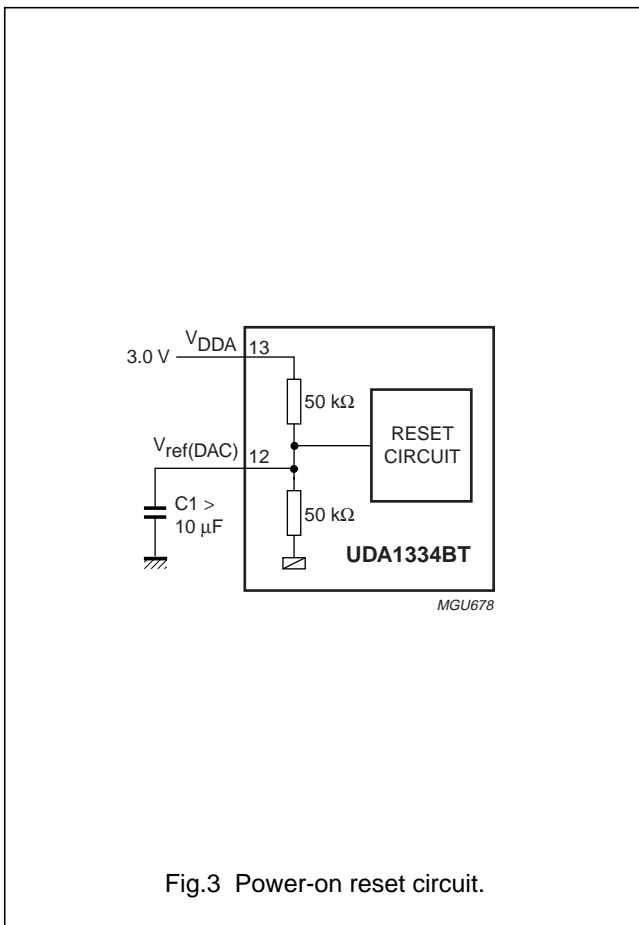 V_DDA
13
3.0 V
50 kΩ
RESET
CIRCUIT
V_ref(DAC)
12
C1 >
10 μF
50 kΩ
UDA1334BT
MGU678
Fig.3 Power-on reset circuit.